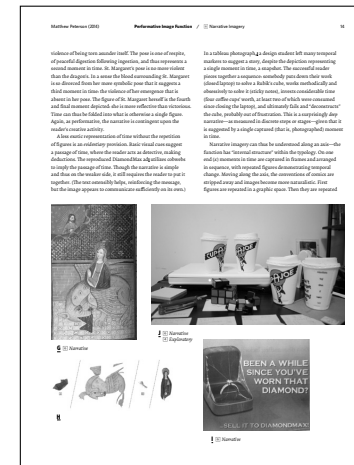 Matthew Peterson (2013)
Performative Image Function / Narrative Imagery
violence of being torn asunder itself. The pose is one of respite,
of peaceful digestion following ingestion, and thus represents a
second moment in time. St. Margaret's pose is no more violent
than the dragon's. In a sense the blood surrounding St. Margaret
is so divorced from her more symbolic pose that it suggests a
third moment in time: the violence of her emergence that is
absent in her pose. The figure of St. Margaret herself is the fourth
and final moment depicted: she is more reflective than victorious.
Time can thus be folded into what is otherwise a single figure.
Again, as performative, the narrative is contingent upon the
reader's creative activity.
A less exotic representation of time without the repetition
of figures is an evidentiary provision. Basic visual cues suggest
a passage of time, where the reader acts as detective, making
deductions. The reproduced DiamondMax ad utilizes cobwebs
to imply the passage of time. Though the narrative is simple
and thus on the weaker side, it still requires the reader to put it
together. (The text ostensibly helps, reinforcing the message,
but the image appears to communicate sufficiently on its own.)
In a tableau photograph, a design student left many temporal
markers to suggest a story, despite the depiction representing
a single moment in time, a snapshot. The successful reader
pieces together a sequence: somebody puts down their work
(closed laptop) to solve a Rubik's cube, works methodically and
obsessively to solve it (sticky notes), invests considerable time
(four coffee cups' worth, at least two of which were consumed
since closing the laptop), and ultimately fails and "deconstructs"
the cube, probably out of frustration. This is a surprisingly deep
narrative—as measured in discrete steps or stages—given that it
is suggested by a single captured (that is, photographed) moment
in time.
Narrative imagery can thus be understood along an axis—the
function has "internal structure" within the typology. On one
end (0) moments in time are captured in frames and arranged
in sequence, with repeated figures demonstrating temporal
change. Moving along the axis, the conventions of comics are
stripped away and images become more naturalistic. First
figures are repeated in a graphic space. Then they are repeated
CUP A JOE
G Narrative
J Narrative
Exploratory
BEEN A WHILE
SINCE YOU'VE
WORN THAT
DIAMOND?
SELL IT TO DIAMONDMAX!
H
I Narrative